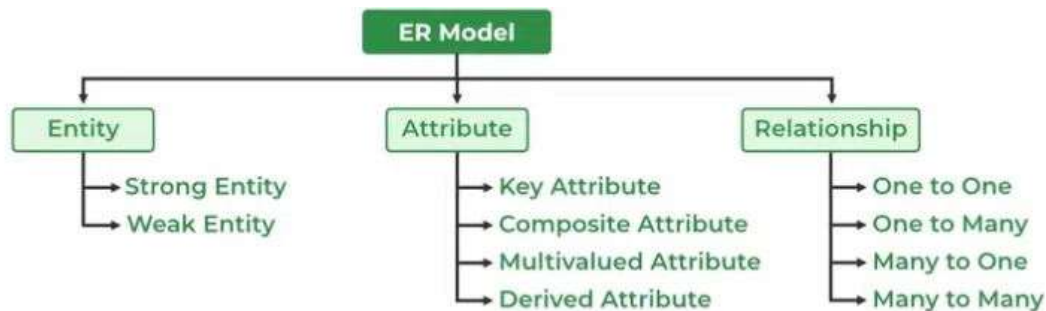 ER Model
Entity
Attribute
Relationship
Strong Entity
Weak Entity
Key Attribute
Composite Attribute
Multivalued Attribute
Derived Attribute
One to One
One to Many
Many to One
Many to Many